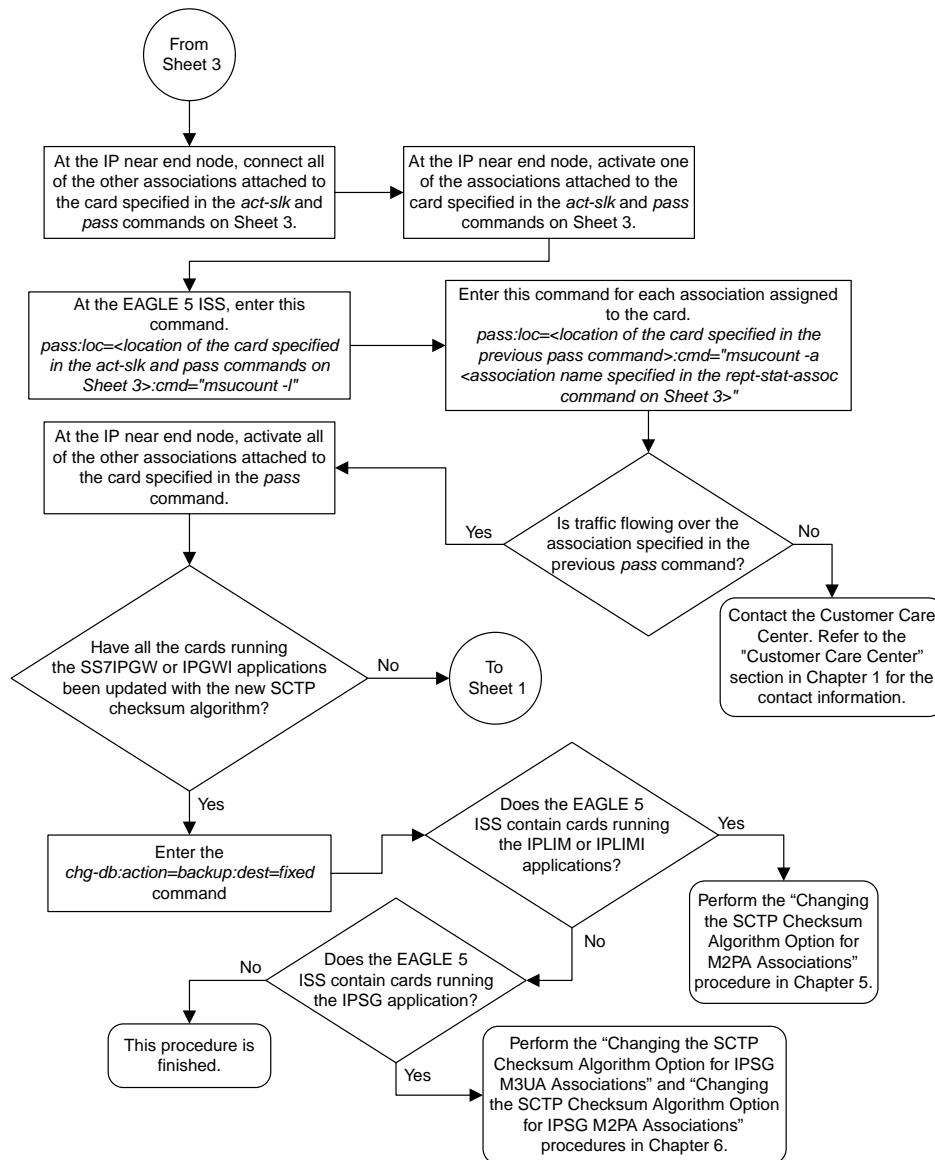 From
Sheet 3
At the IP near end node, connect all
of the other associations attached to
the card specified in the act-slk and
pass commands on Sheet 3.
At the IP near end node, activate one
of the associations attached to the
card specified in the act-slk and pass
commands on Sheet 3.
At the EAGLE 5 ISS, enter this
command.
pass:loc=<location of the card specified
in the act-slk and pass commands on
Sheet 3>:cmd="msucount -l"
Enter this command for each association assigned
to the card.
pass:loc=<location of the card specified in the
previous pass command>:cmd="msucount -a
<association name specified in the rept-stat-assoc
command on Sheet 3>"
At the IP near end node, activate all
of the other associations attached to
the card specified in the pass
command.
Yes
Is traffic flowing over the
association specified in the
previous pass command?
No
Contact the Customer Care
Center. Refer to the
"Customer Care Center”
section in Chapter 1 for the
contact information.
Have all the cards running
the SS7IPGW or IPGWI applications
been updated with the new SCTP
checksum algorithm?
No
To
Sheet 1
Yes
Enter the
chg-db:action=backup:dest=fixed
command
Does the EAGLE 5
ISS contain cards running
the IPLIM or IPLIMI
applications?
Yes
Perform the “Changing
the SCTP Checksum
Algorithm Option for
M2PA Associations”
procedure in Chapter 5.
No
Does the EAGLE 5
ISS contain cards running
the IPSG application?
No
This procedure is
finished.
Yes
Perform the “Changing the SCTP
Checksum Algorithm Option for IPSG
M3UA Associations” and “Changing
the SCTP Checksum Algorithm Option
for IPSG M2PA Associations”
procedures in Chapter 6.